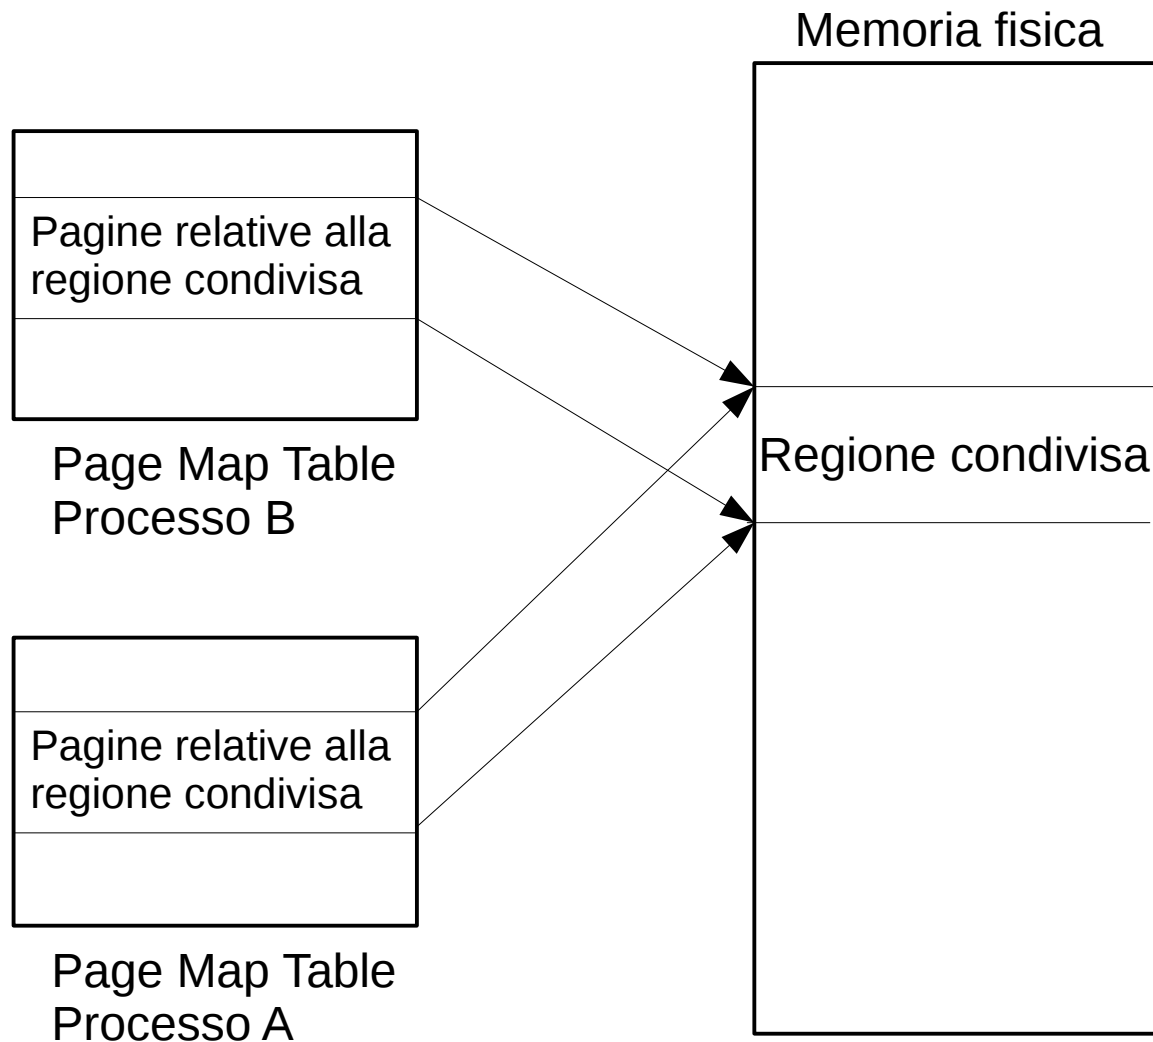 Memoria fisica
Pagine relative alla
regione condivisa
Page Map Table
Processo B
Regione condivisa
Pagine relative alla
regione condivisa
Page Map Table
Processo A